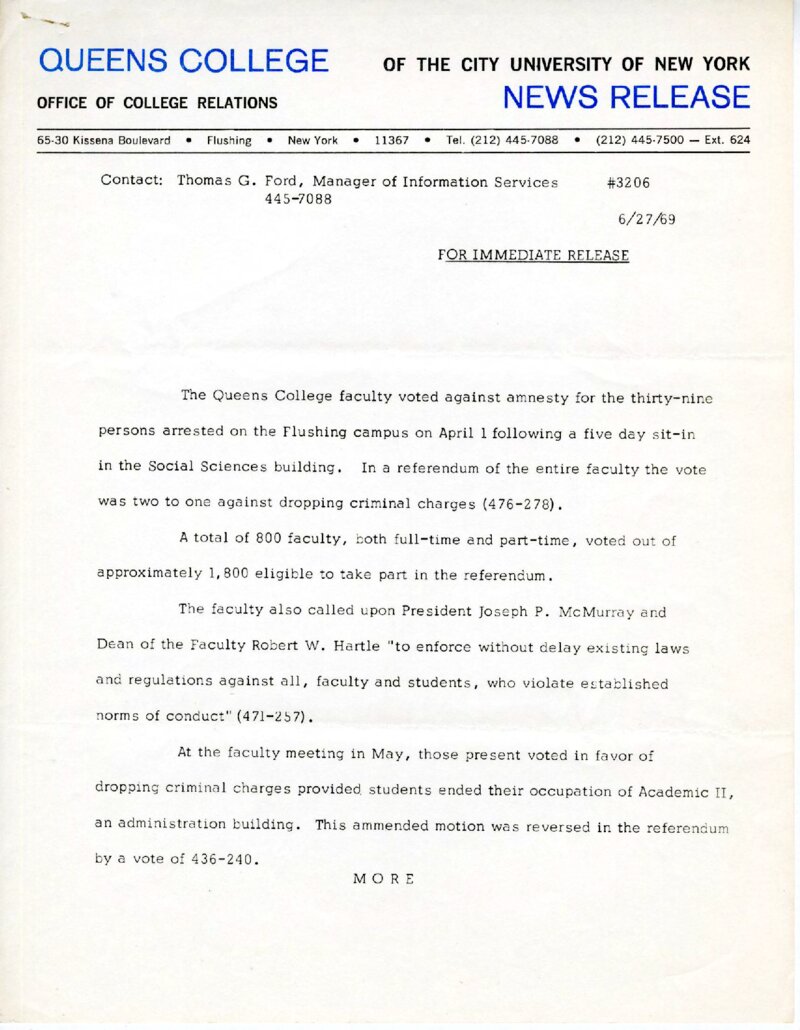 QUEENS COLLEGE OF THE CITY UNIVERSITY OF NEW YORK
OFFICE OF COLLEGE RELATIONS NEWS RELEASE
65-30 Kissena Boulevard • Flushing • New York • 11367 • Tel. (212) 445-7088 • (212) 445-7500 — Ext. 624
Contact: Thomas G. Ford, Manager of Information Services #3206
445-7088
6/27/69
FOR IMMEDIATE RELEASE
The Queens College faculty voted against amnesty for the thirty-nine
persons arrested on the Flushing campus on April 1 following a five day sit-in
in the Social Sciences building. In a referendum of the entire faculty the vote
was two to one against dropping criminal charges (476-278).
A total of 800 faculty, both full-time and part-time, voted out of
approximately 1,800 eligible to take part in the referendum.
The faculty also called upon President Joseph P. McMurray and
Dean of the Faculty Robert W. Hartle "to enforce without delay existing laws
and regulations against all, faculty and students, who violate established
norms of conduct" (471-257).
At the faculty meeting in May, those present voted in favor of
dropping criminal charges provided students ended their occupation of Academic II,
an administration building. This ammended motion was reversed in the referendum
by a vote of 436-240.
M O R E